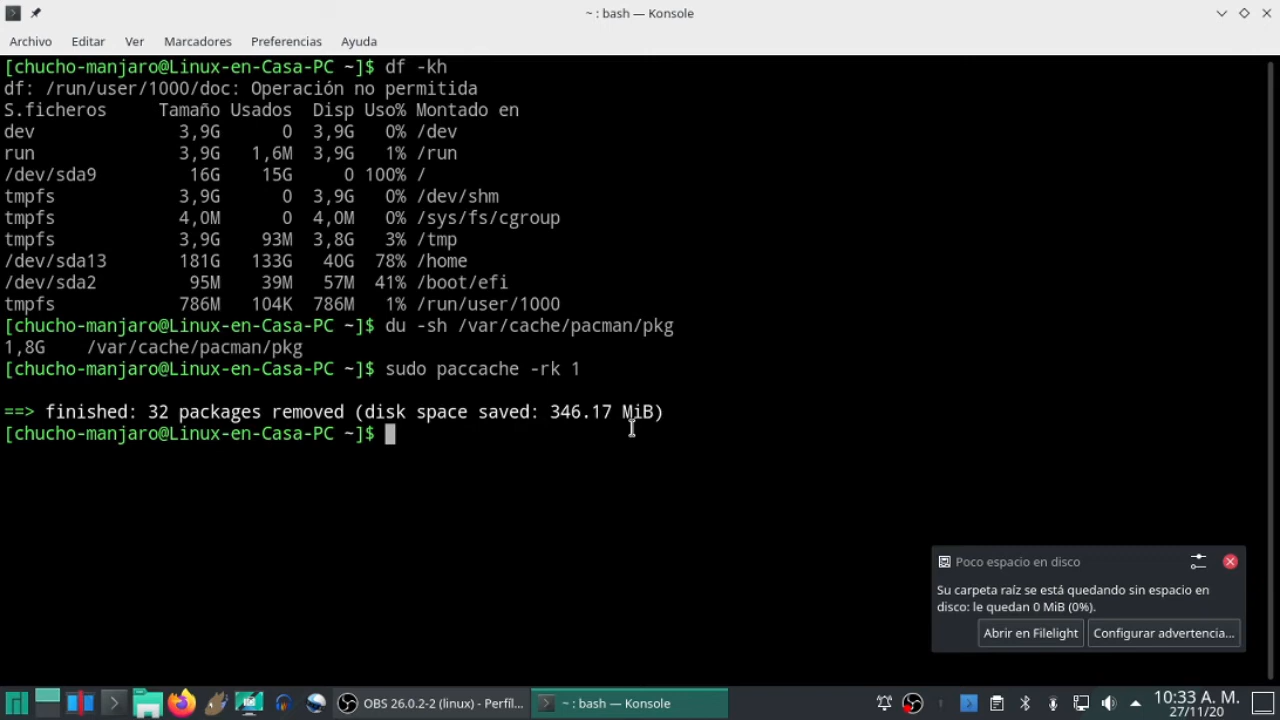 ~ : bash — Konsole
Archivo Editar Ver Marcadores Preferencias Ayuda
[chucho-manjaro@Linux-en-Casa-PC ~]$ df -kh
df: /run/user/1000/doc: Operación no permitida
S.ficheros Tamaño Usados Disp Uso% Montado en
dev 3,9G 0 3,9G 0% /dev
run 3,9G 1,6M 3,9G 1% /run
/dev/sda9 16G 15G 0 100% /
tmpfs 3,9G 0 3,9G 0% /dev/shm
tmpfs 4,0M 0 4,0M 0% /sys/fs/cgroup
tmpfs 3,9G 93M 3,8G 3% /tmp
/dev/sda13 181G 133G 40G 78% /home
/dev/sda2 95M 39M 57M 41% /boot/efi
tmpfs 786M 104K 786M 1% /run/user/1000
[chucho-manjaro@Linux-en-Casa-PC ~]$ du -sh /var/cache/pacman/pkg
1,8G /var/cache/pacman/pkg
[chucho-manjaro@Linux-en-Casa-PC ~]$ sudo paccache -rk 1
==> finished: 32 packages removed (disk space saved: 346.17 MiB)
[chucho-manjaro@Linux-en-Casa-PC ~]$
Poco espacio en disco
Su carpeta raíz se está quedando sin espacio en
disco: le quedan 0 MiB (0%).
Abrir en Filelight Configurar advertencia...
OBS 26.0.2-2 (linux) - Perfíl... ~ : bash — Konsole 10:33 A. M.
27/11/20